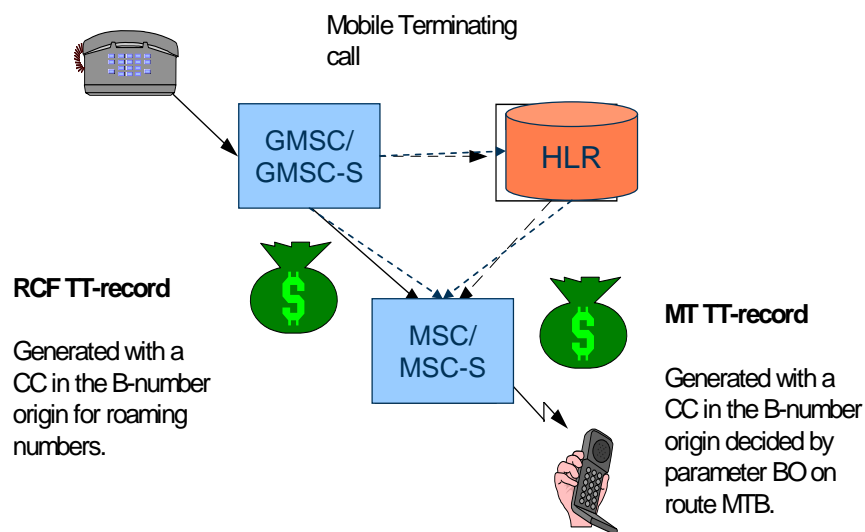 Mobile Terminating
call
GMSC/
GMSC-S
HLR
RCF TT-record
Generated with a
CC in the B-number
origin for roaming
numbers.
$
$
MSC/
MSC-S
MT TT-record
Generated with a
CC in the B-number
origin decided by
parameter BO on
route MTB.